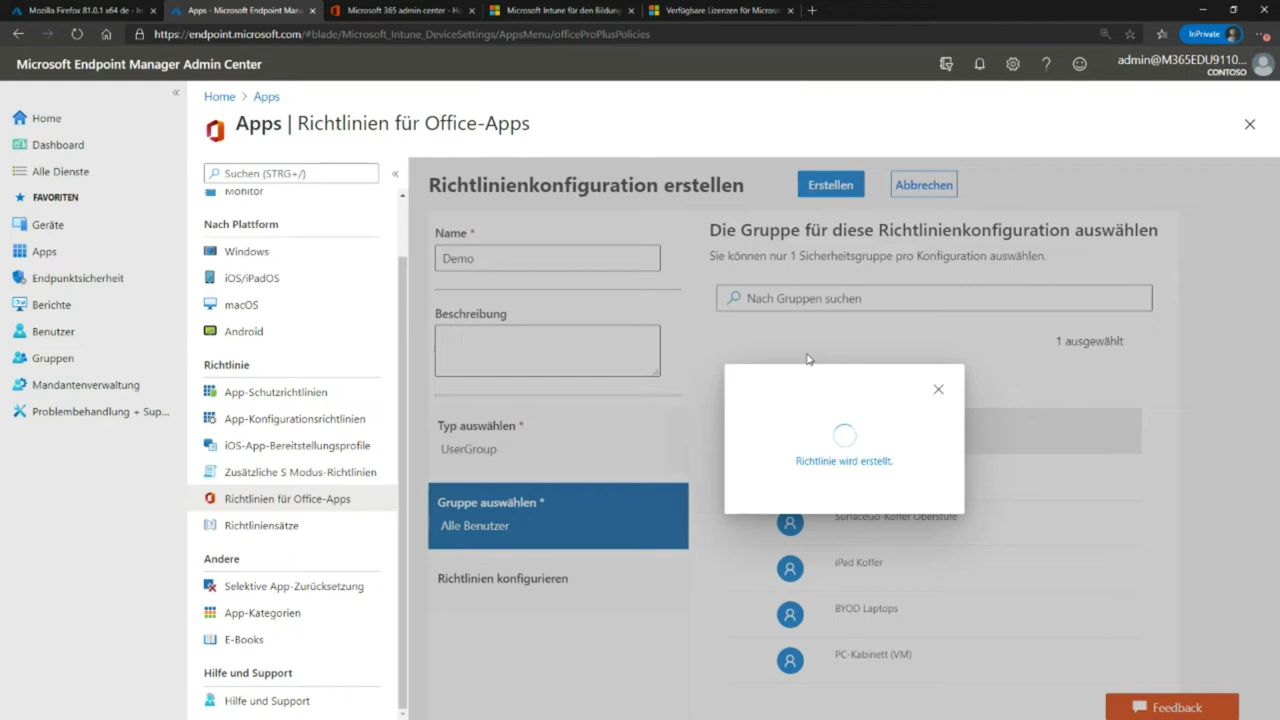 Mozilla Firefox 81.0.1 x64 de - In
Apps - Microsoft Endpoint Mana
Microsoft 365 admin center - Ho
Microsoft Intune für den Bildung
Verfügbare Lizenzen für Microso
https://endpoint.microsoft.com/#blade/Microsoft_Intune_DeviceSettings/AppsMenu/officeProPlusPolicies
InPrivate
Microsoft Endpoint Manager Admin Center
admin@M365EDU9110...
CONTOSO
Home
Dashboard
Alle Dienste
FAVORITEN
Geräte
Apps
Endpunktsicherheit
Berichte
Benutzer
Gruppen
Mandantenverwaltung
Problembehandlung + Sup...
Home > Apps
Apps | Richtlinien für Office-Apps
Suchen (STRG+/)
Monitor
Nach Plattform
Windows
iOS/iPadOS
macOS
Android
Richtlinie
App-Schutzrichtlinien
App-Konfigurationsrichtlinien
iOS-App-Bereitstellungsprofile
Zusätzliche S Modus-Richtlinien
Richtlinien für Office-Apps
Richtliniensätze
Andere
Selektive App-Zurücksetzung
App-Kategorien
E-Books
Hilfe und Support
Hilfe und Support
Richtlinienkonfiguration erstellen
Erstellen
Abbrechen
Name *
Demo
Beschreibung
Typ auswählen *
UserGroup
Gruppe auswählen *
Alle Benutzer
Richtlinien konfigurieren
Die Gruppe für diese Richtlinienkonfiguration auswählen
Sie können nur 1 Sicherheitsgruppe pro Konfiguration auswählen.
Nach Gruppen suchen
1 ausgewählt
Richtlinie wird erstellt.
SurfaceGo-Koffer Oberstufe
iPad Koffer
BYOD Laptops
PC-Kabinett (VM)
Feedback